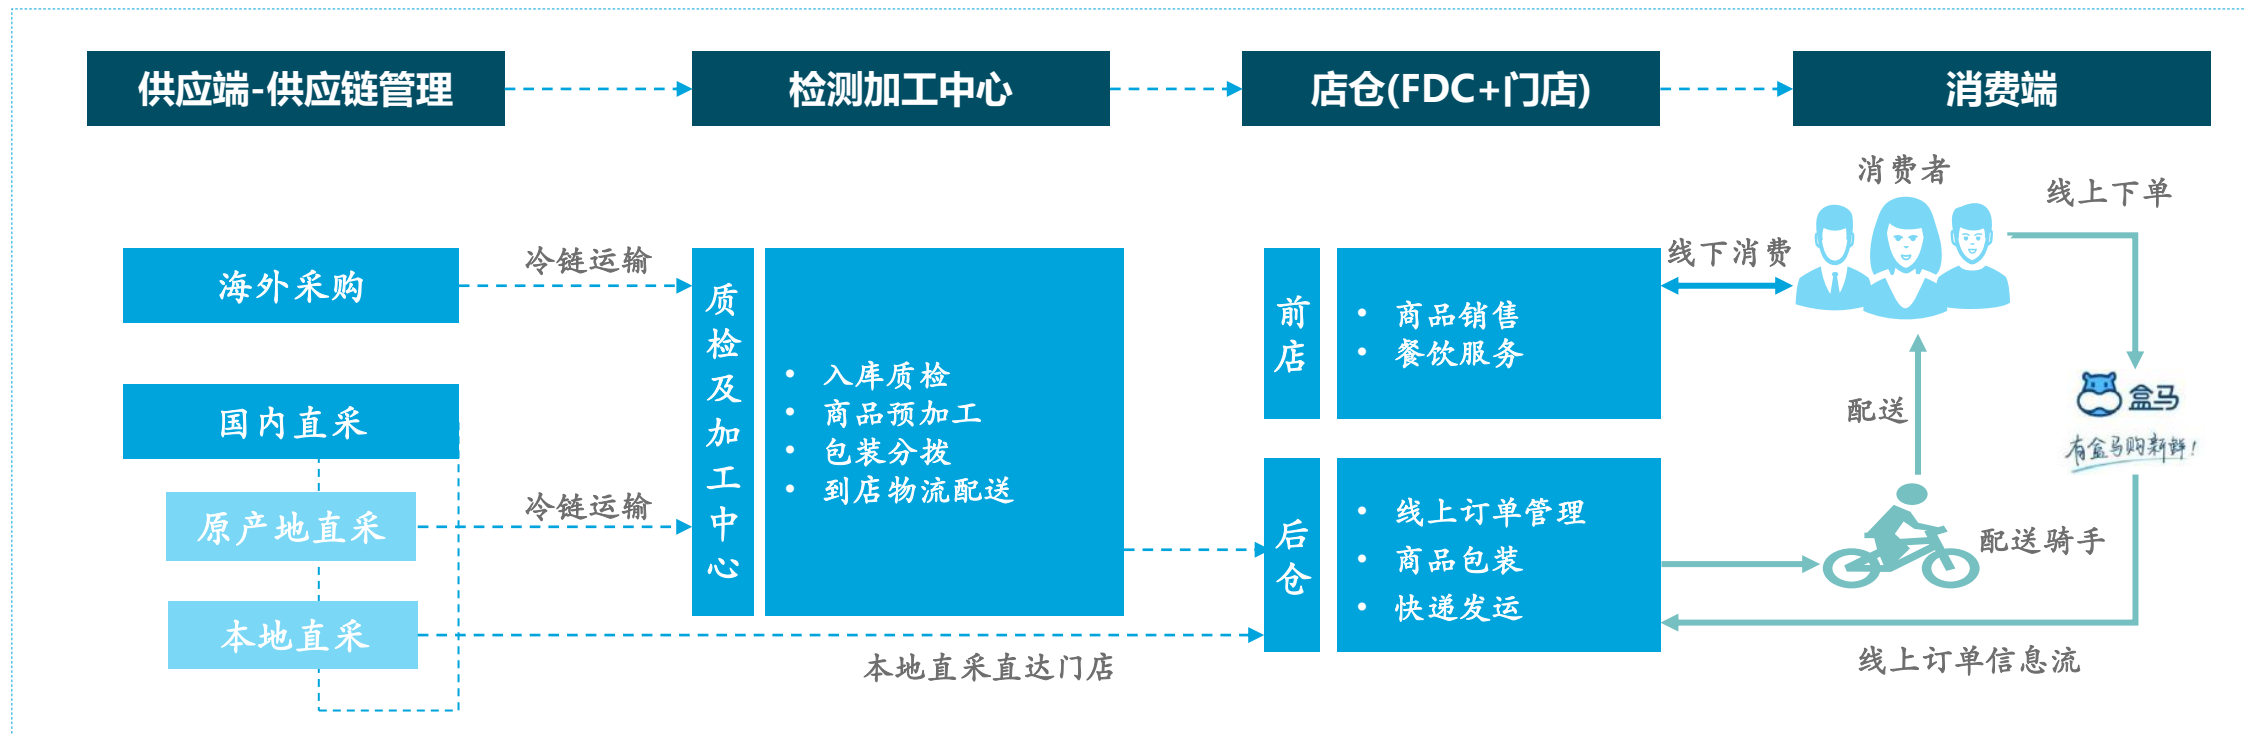 供应端-供应链管理
检测加工中心
店仓(FDC+门店)
消费端
海外采购
冷链运输
国内直采
原产地直采
冷链运输
本地直采
本地直采直达门店
质检及加工中心
• 入库质检
• 商品预加工
• 包装分拨
• 到店物流配送
前店
• 商品销售
• 餐饮服务
后仓
• 线上订单管理
• 商品包装
• 快递发运
消费者
线上下单
线下消费
配送
盒马
有盒马购新鲜!
配送骑手
线上订单信息流